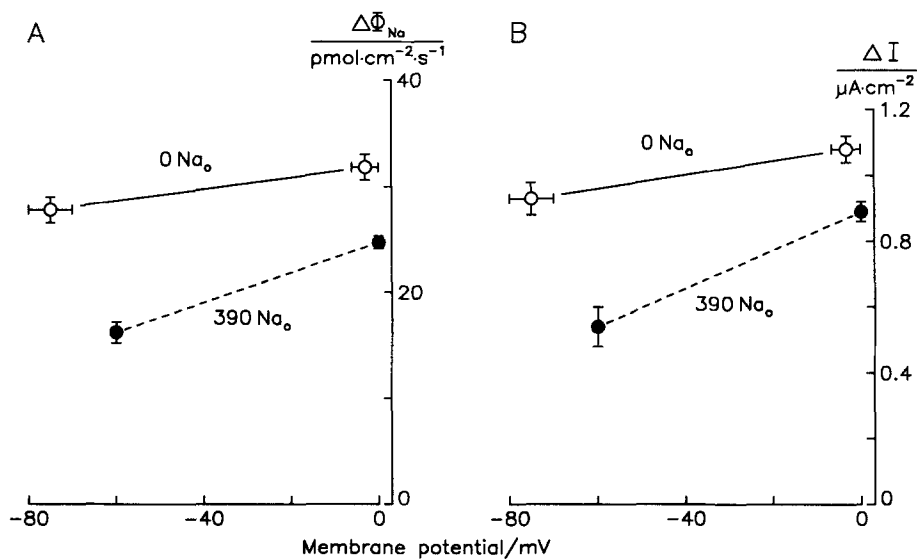 A
ΔΦNa
pmol·cm⁻²·s⁻¹
40
0 Naₒ
20
390 Naₒ
0
-80
-40
0
B
ΔI
μA·cm⁻²
1.2
0 Naₒ
0.8
390 Naₒ
0.4
0
-80
-40
0
Membrane potential/mV